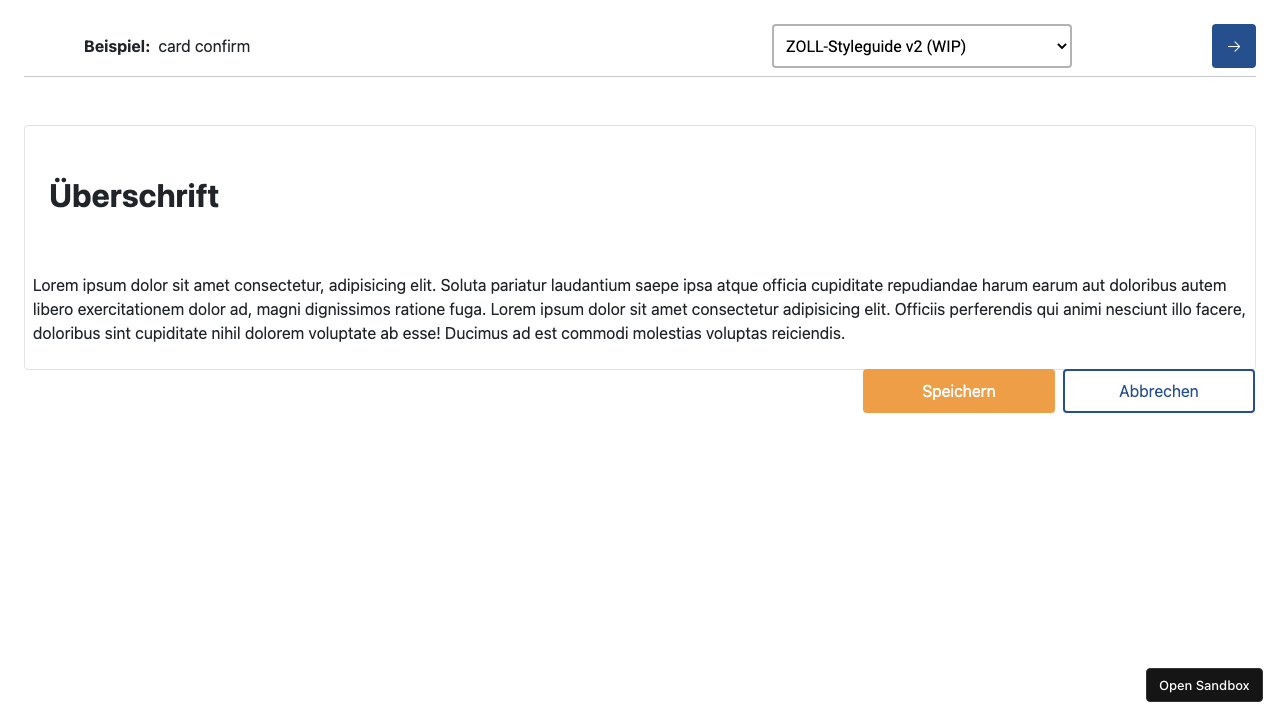 Beispiel: card confirm
ZOLL-Styleguide v2 (WIP)
Überschrift
Lorem ipsum dolor sit amet consectetur, adipisicing elit. Soluta pariatur laudantium saepe ipsa atque officia cupiditate repudiandae harum earum aut doloribus autem
libero exercitationem dolor ad, magni dignissimos ratione fuga. Lorem ipsum dolor sit amet consectetur adipisicing elit. Officiis perferendis qui animi nesciunt illo facere,
doloribus sint cupiditate nihil dolorem voluptate ab esse! Ducimus ad est commodi molestias voluptas reiciendis.
Speichern
Abbrechen
Open Sandbox